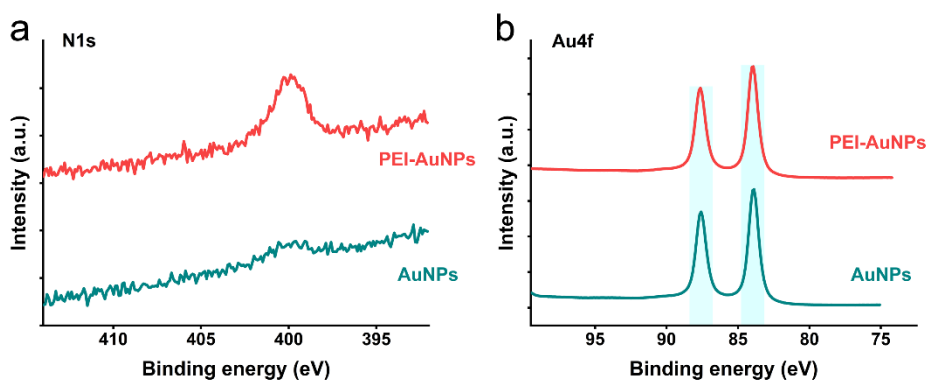 a
N1s
PEI-AuNPs
AuNPs
Intensity (a.u.)
410 405 400 395
Binding energy (eV)
b
Au4f
PEI-AuNPs
AuNPs
Intensity (a.u.)
95 90 85 80 75
Binding energy (eV)